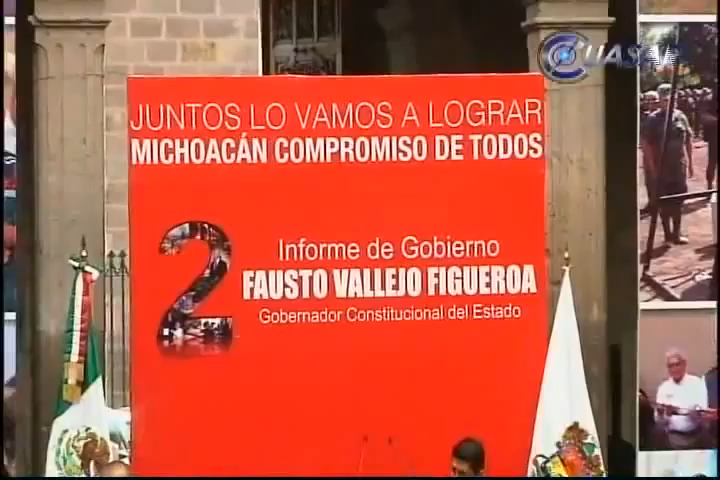 CUASAR
JUNTOS LO VAMOS A LOGRAR
MICHOACÁN COMPROMISO DE TODOS
2 Informe de Gobierno
FAUSTO VALLEJO FIGUEROA
Gobernador Constitucional del Estado